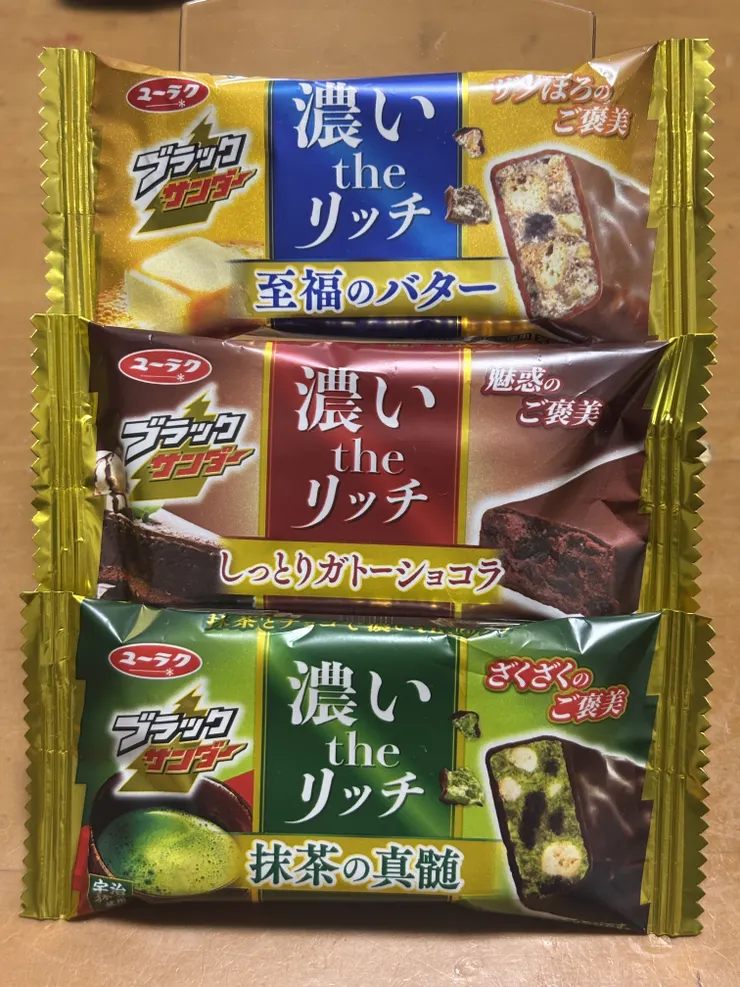 ユーラク
ブラック
サンダー
濃い
the
リッチ
至福のバター
ザクほろの
ご褒美
ユーラク
ブラック
サンダー
濃い
the
リッチ
しっとりガトーショコラ
魅惑の
ご褒美
ユーラク
ブラック
サンダー
濃い
the
リッチ
抹茶の真髄
ざくざくの
ご褒美
宇治